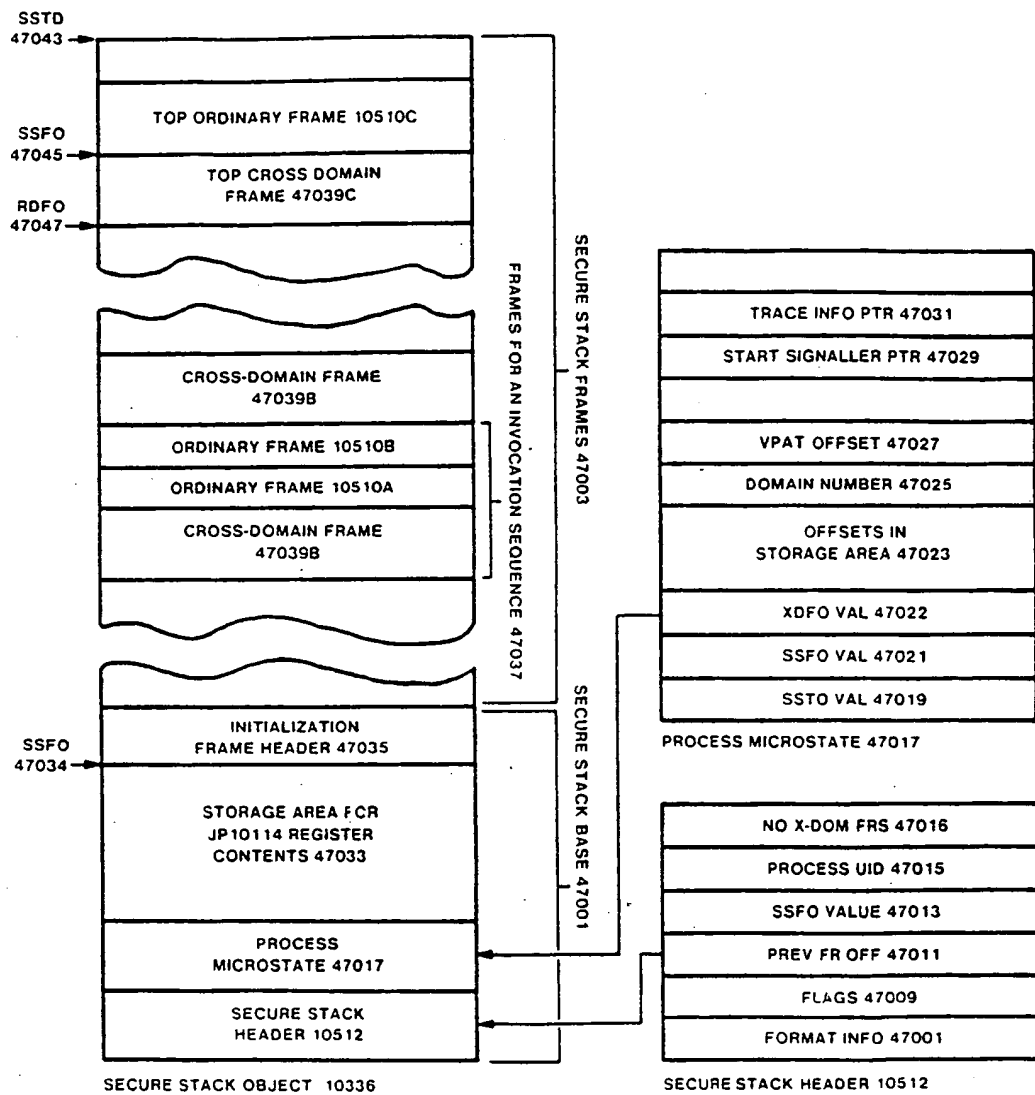 SSTD
47043
TOP ORDINARY FRAME 10510C
SSFO
47045
TOP CROSS DOMAIN
FRAME 47039C
RDFO
47047
CROSS-DOMAIN FRAME
47039B
ORDINARY FRAME 10510B
ORDINARY FRAME 10510A
CROSS-DOMAIN FRAME
47039B
FRAMES FOR AN INVOCATION SEQUENCE 47037
SECURE STACK FRAMES 47003
INITIALIZATION
FRAME HEADER 47035
SSFO
47034
STORAGE AREA FCR
JP10114 REGISTER
CONTENTS 47033
PROCESS
MICROSTATE 47017
SECURE STACK
HEADER 10512
SECURE STACK BASE 47001
SECURE STACK OBJECT 10336
TRACE INFO PTR 47031
START SIGNALLER PTR 47029
VPAT OFFSET 47027
DOMAIN NUMBER 47025
OFFSETS IN
STORAGE AREA 47023
XDFO VAL 47022
SSFO VAL 47021
SSTO VAL 47019
PROCESS MICROSTATE 47017
NO X-DOM FRS 47016
PROCESS UID 47015
SSFO VALUE 47013
PREV FR OFF 47011
FLAGS 47009
FORMAT INFO 47001
SECURE STACK HEADER 10512